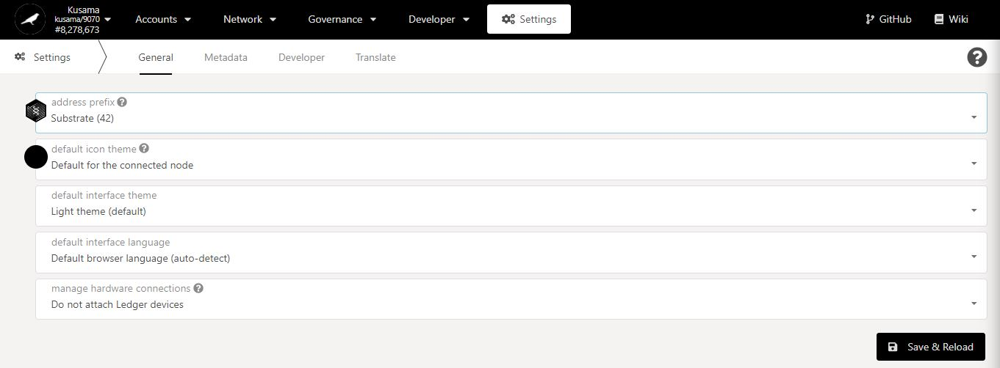 Kusama
kusama/9070
#8,278,673
Accounts
Network
Governance
Developer
Settings
GitHub
Wiki
Settings
General
Metadata
Developer
Translate
address prefix
Substrate (42)
default icon theme
Default for the connected node
default interface theme
Light theme (default)
default interface language
Default browser language (auto-detect)
manage hardware connections
Do not attach Ledger devices
Save & Reload